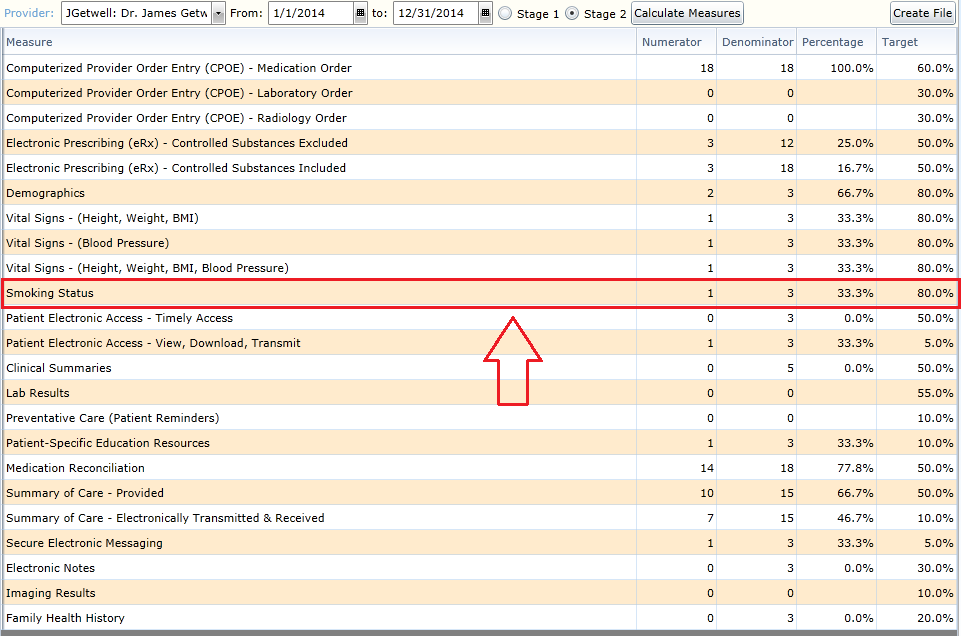 Provider: JGetwell: Dr. James Getw From: 1/1/2014 to: 12/31/2014 Stage 1 Stage 2 Calculate Measures Create File
Measure Numerator Denominator Percentage Target
Computerized Provider Order Entry (CPOE) - Medication Order 18 18 100.0% 60.0%
Computerized Provider Order Entry (CPOE) - Laboratory Order 0 0 30.0%
Computerized Provider Order Entry (CPOE) - Radiology Order 0 0 30.0%
Electronic Prescribing (eRx) - Controlled Substances Excluded 3 12 25.0% 50.0%
Electronic Prescribing (eRx) - Controlled Substances Included 3 18 16.7% 50.0%
Demographics 2 3 66.7% 80.0%
Vital Signs - (Height, Weight, BMI) 1 3 33.3% 80.0%
Vital Signs - (Blood Pressure) 1 3 33.3% 80.0%
Vital Signs - (Height, Weight, BMI, Blood Pressure) 1 3 33.3% 80.0%
Smoking Status 1 3 33.3% 80.0%
Patient Electronic Access - Timely Access 0 3 0.0% 50.0%
Patient Electronic Access - View, Download, Transmit 1 3 33.3% 5.0%
Clinical Summaries 0 5 0.0% 50.0%
Lab Results 0 0 55.0%
Preventative Care (Patient Reminders) 0 0 10.0%
Patient-Specific Education Resources 1 3 33.3% 10.0%
Medication Reconciliation 14 18 77.8% 50.0%
Summary of Care - Provided 10 15 66.7% 50.0%
Summary of Care - Electronically Transmitted & Received 7 15 46.7% 10.0%
Secure Electronic Messaging 1 3 33.3% 5.0%
Electronic Notes 0 3 0.0% 30.0%
Imaging Results 0 0 10.0%
Family Health History 0 3 0.0% 20.0%